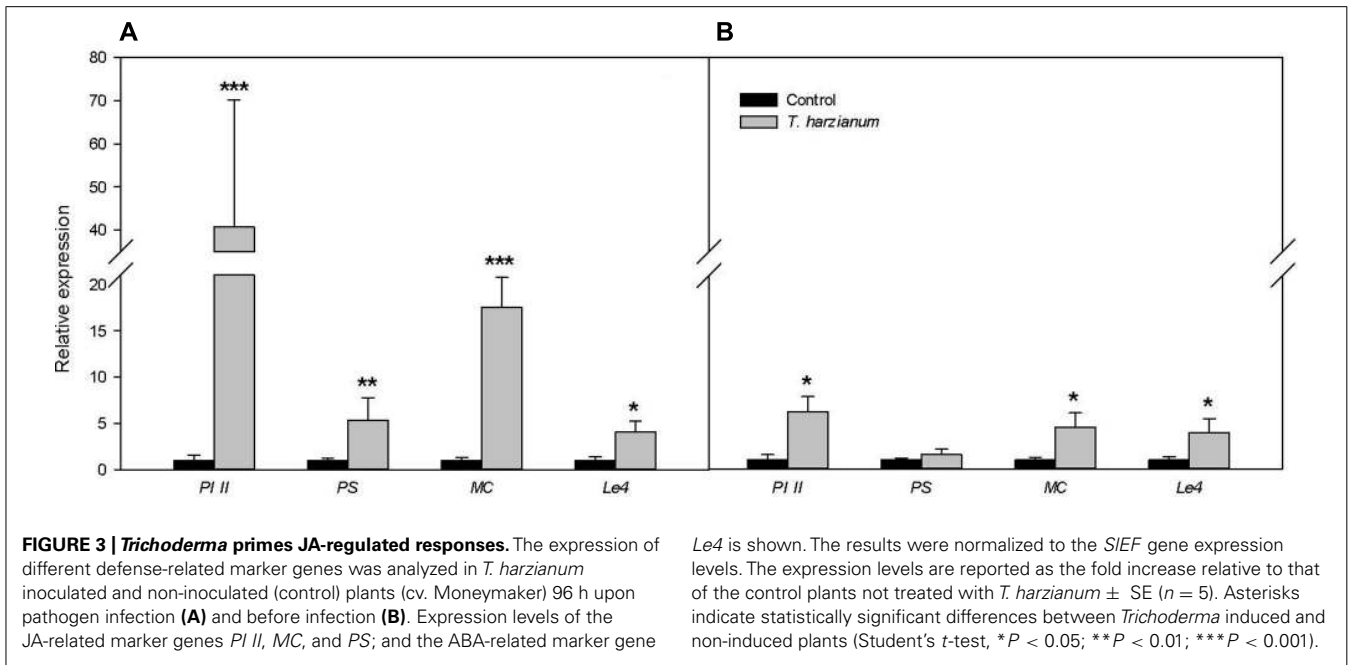 A
B
80
70
60
50
40
20
15
10
5
0
Relative expression
***
**
***
*
*
*
*
Control
T. harzianum
PI II
PS
MC
Le4
PI II
PS
MC
Le4
FIGURE 3 | Trichoderma primes JA-regulated responses. The expression of
different defense-related marker genes was analyzed in T. harzianum
inoculated and non-inoculated (control) plants (cv. Moneymaker) 96 h upon
pathogen infection (A) and before infection (B). Expression levels of the
JA-related marker genes PI II, MC, and PS; and the ABA-related marker gene
Le4 is shown. The results were normalized to the SlEF gene expression
levels. The expression levels are reported as the fold increase relative to that
of the control plants not treated with T. harzianum ± SE (n = 5). Asterisks
indicate statistically significant differences between Trichoderma induced and
non-induced plants (Student's t-test, *P < 0.05; **P < 0.01; ***P < 0.001).